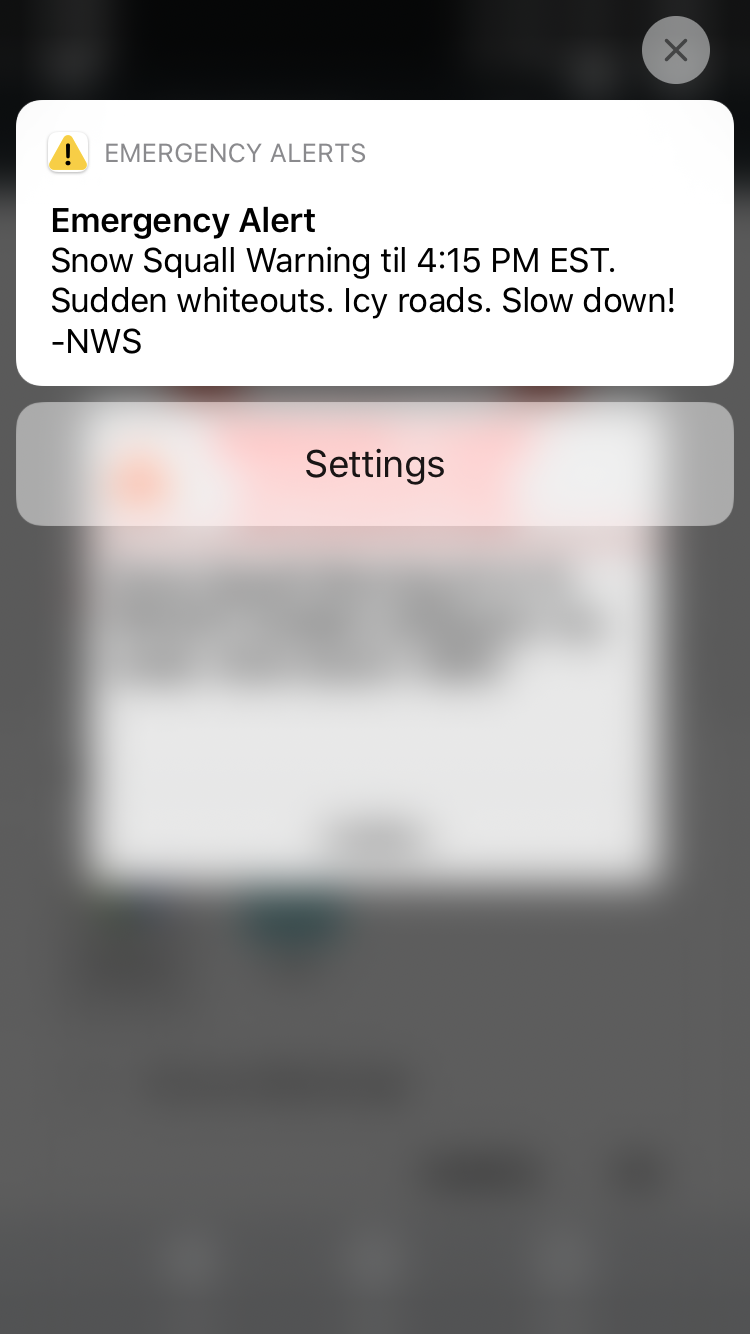 EMERGENCY ALERTS
Emergency Alert
Snow Squall Warning til 4:15 PM EST.
Sudden whiteouts. Icy roads. Slow down!
-NWS
Settings